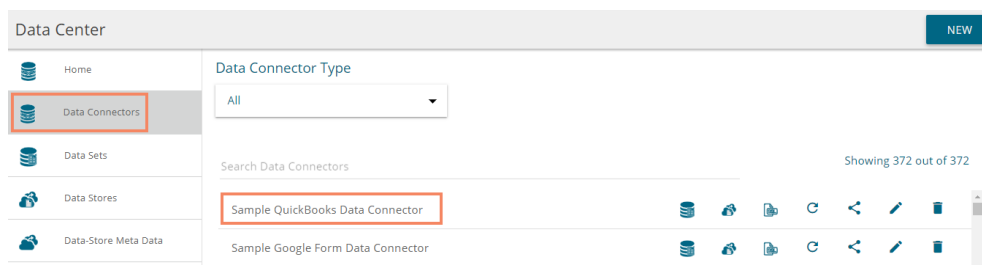 Data Center
NEW
Home
Data Connectors
Data Sets
Data Stores
Data-Store Meta Data
Data Connector Type
All
Search Data Connectors
Showing 372 out of 372
Sample QuickBooks Data Connector
Sample Google Form Data Connector